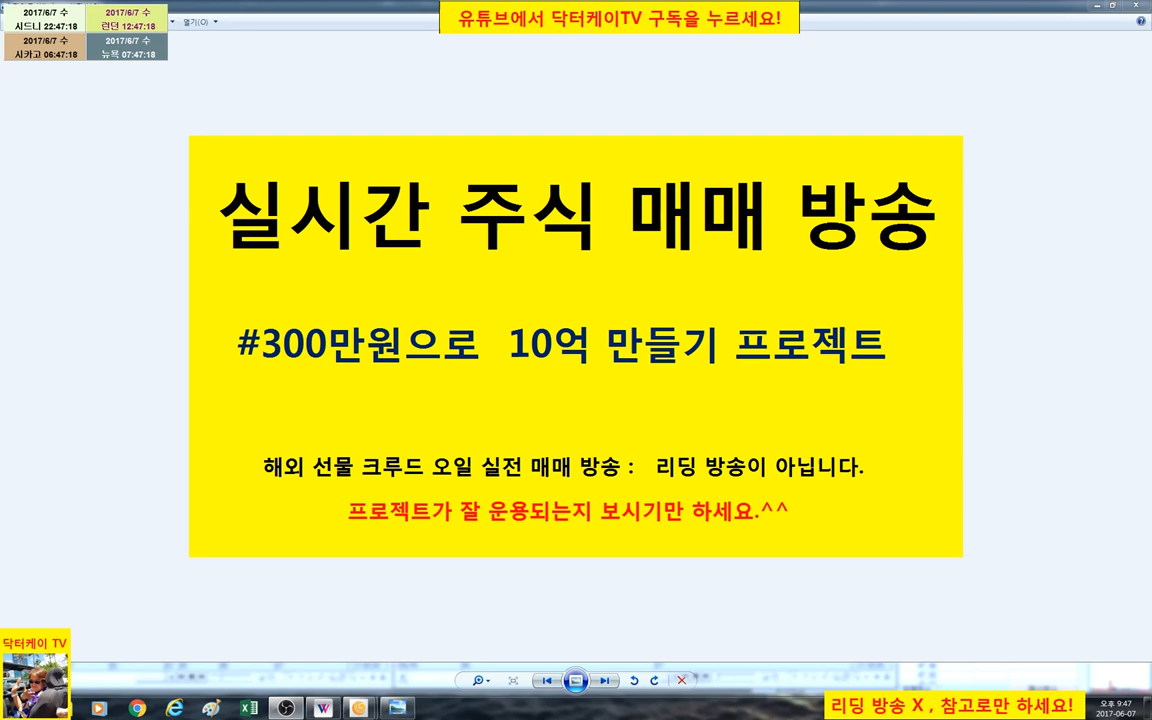 2017/6/7 수
시드니 22:47:18
2017/6/7 수
런던 12:47:18
2017/6/7 수
시카고 06:47:18
2017/6/7 수
뉴욕 07:47:18
열기(O)
유튜브에서 닥터케이TV 구독을 누르세요!
실시간 주식 매매 방송
#300만원으로 10억 만들기 프로젝트
해외 선물 크루드 오일 실전 매매 방송 : 리딩 방송이 아닙니다.
프로젝트가 잘 운용되는지 보시기만 하세요.^^
닥터케이 TV
리딩 방송 X , 참고로만 하세요!
오후 9:47
2017-06-07